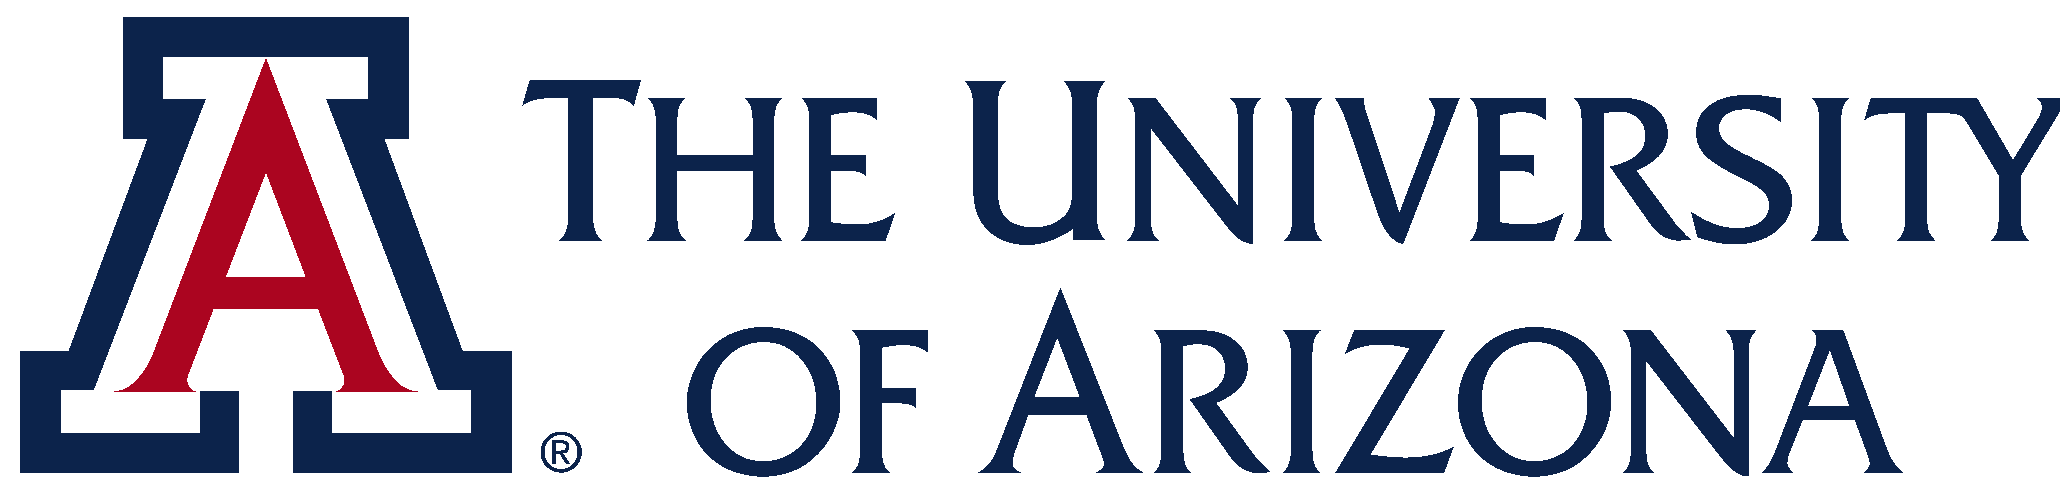 A
THE UNIVERSITY
OF ARIZONA
®